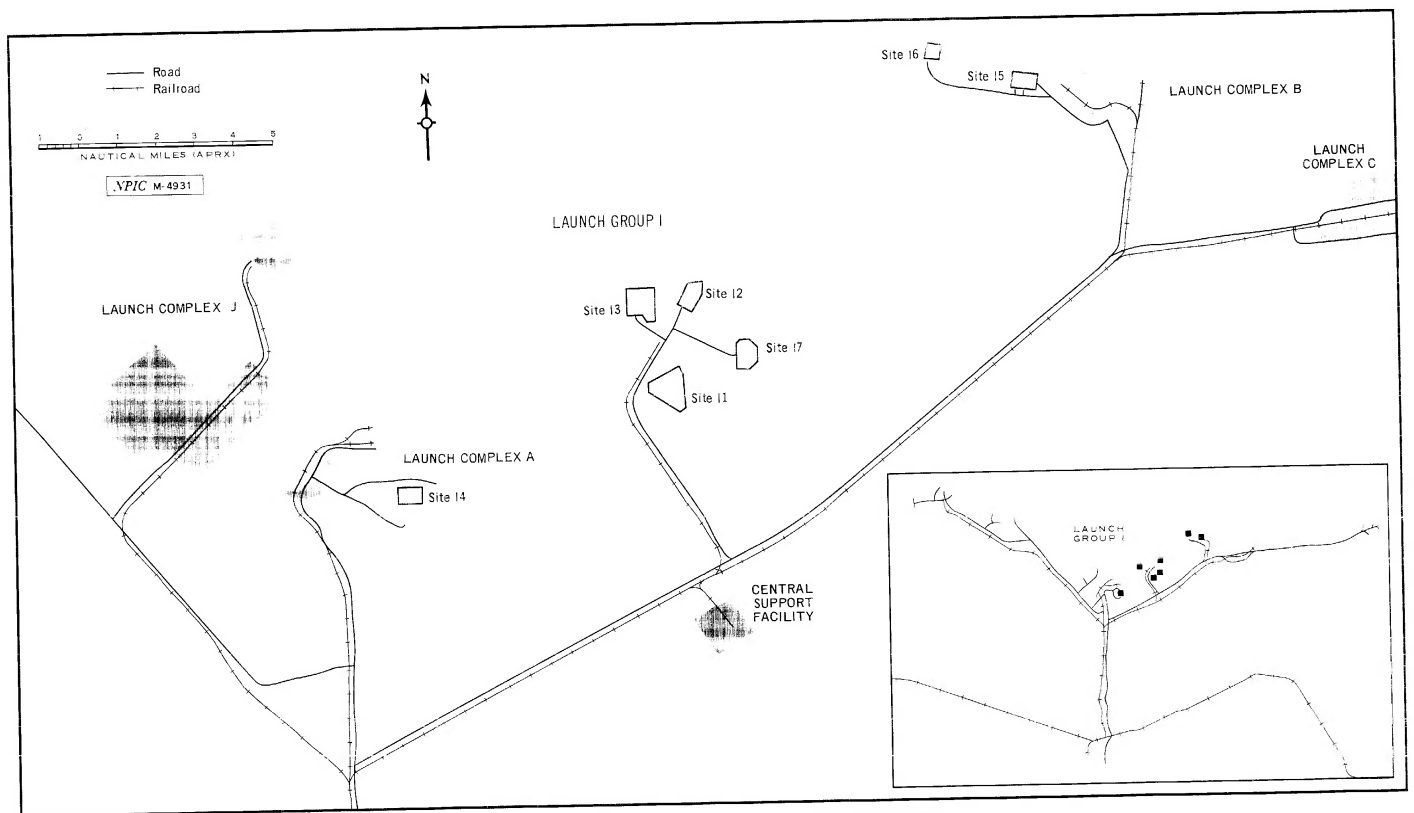 Road
Railroad
N
1 0 1 2 3 4 5
NAUTICAL MILES (APRX)
NPIC M-4931
Site 16
Site 15
LAUNCH COMPLEX B
LAUNCH
COMPLEX C
LAUNCH GROUP I
LAUNCH COMPLEX J
Site 13
Site 12
Site 17
Site 11
LAUNCH COMPLEX A
Site 14
CENTRAL
SUPPORT
FACILITY
LAUNCH
GROUP I